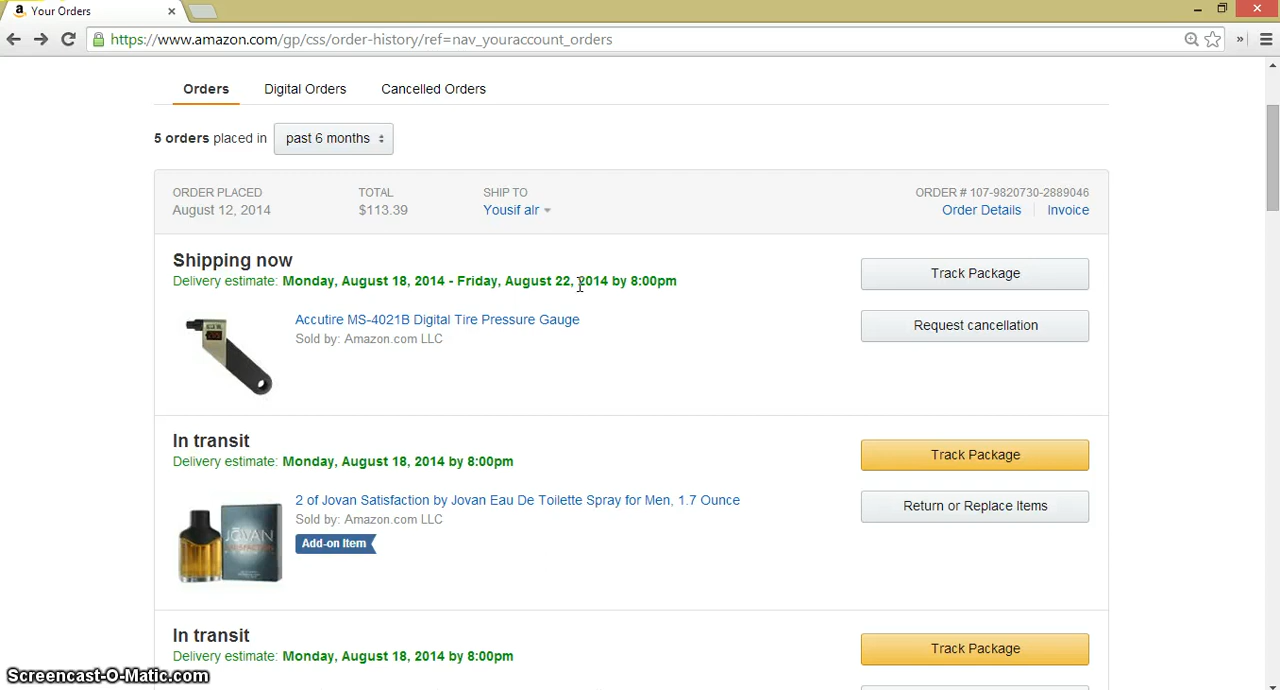 Your Orders
https://www.amazon.com/gp/css/order-history/ref=nav_youraccount_orders
Orders Digital Orders Cancelled Orders
5 orders placed in past 6 months
ORDER PLACED TOTAL SHIP TO ORDER # 107-9820730-2889046
August 12, 2014 $113.39 Yousif alr Order Details Invoice
Shipping now
Delivery estimate: Monday, August 18, 2014 - Friday, August 22, 2014 by 8:00pm
Track Package
Accutire MS-4021B Digital Tire Pressure Gauge
Sold by: Amazon.com LLC
Request cancellation
In transit
Delivery estimate: Monday, August 18, 2014 by 8:00pm
Track Package
2 of Jovan Satisfaction by Jovan Eau De Toilette Spray for Men, 1.7 Ounce
Sold by: Amazon.com LLC
Return or Replace Items
Add-on Item
JOVAN
In transit
Delivery estimate: Monday, August 18, 2014 by 8:00pm
Track Package
Screencast-O-Matic.com